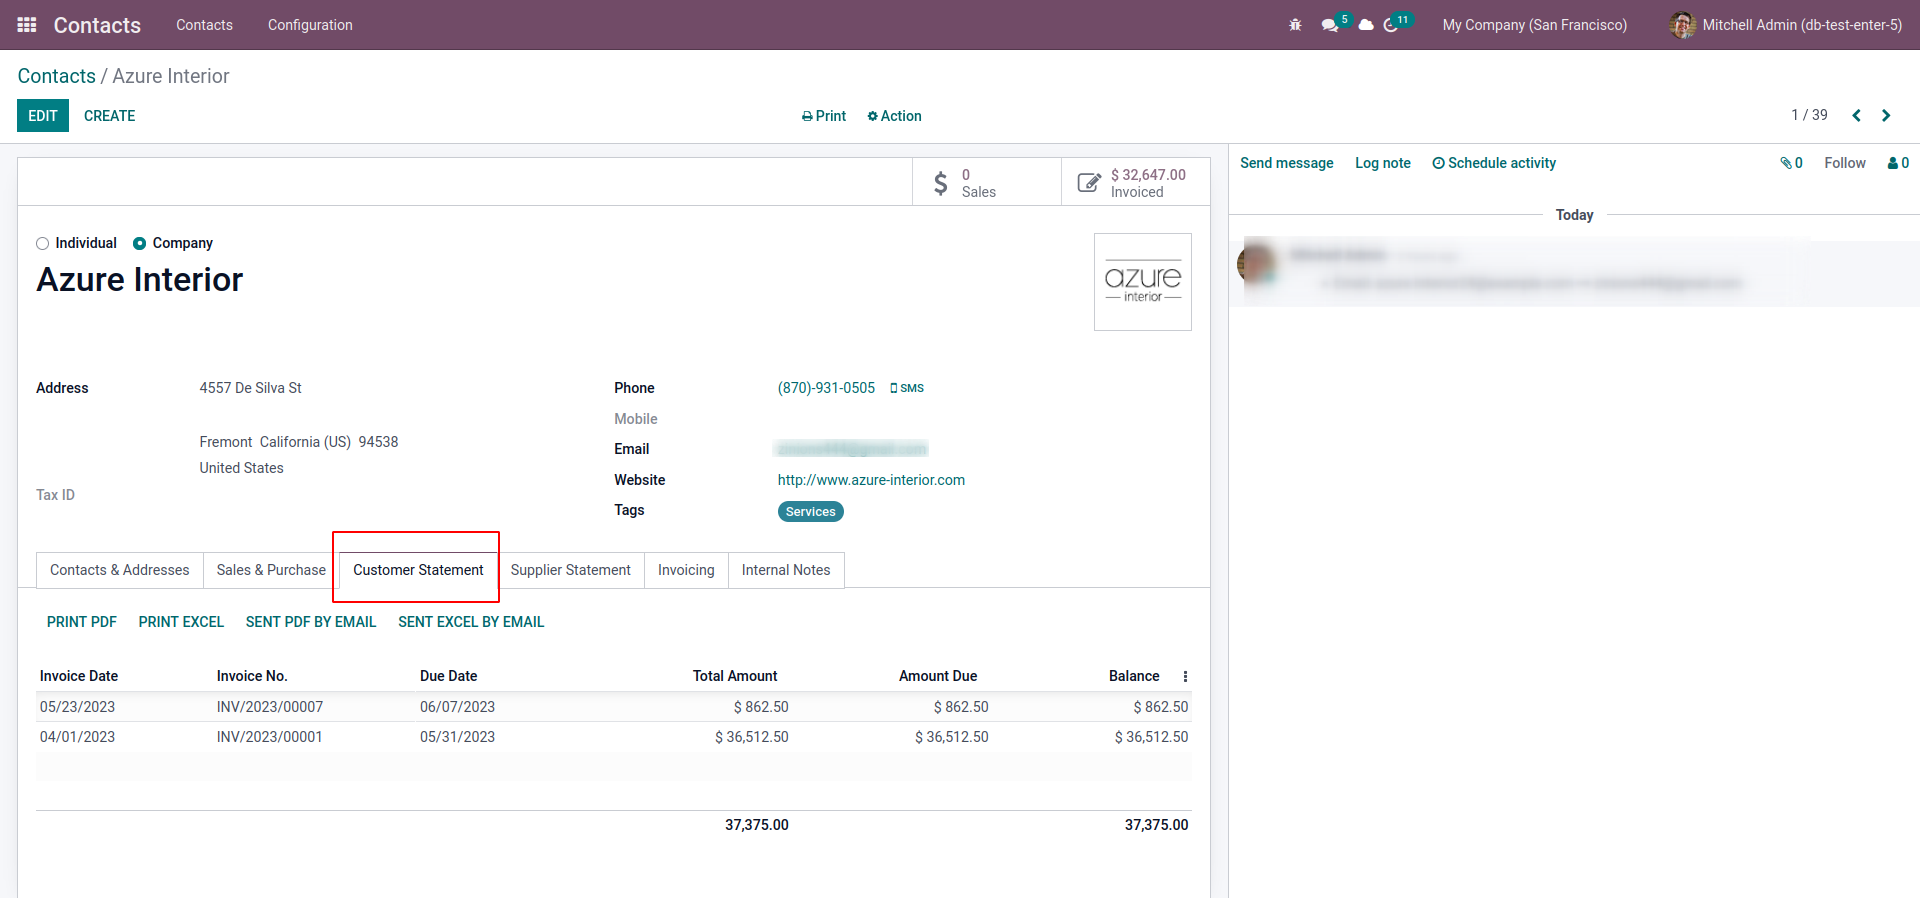 Contacts Contacts Configuration 5 11 My Company (San Francisco) Mitchell Admin (db-test-enter-5)
Contacts / Azure Interior
EDIT CREATE Print Action 1 / 39
0
Sales
$ 32,647.00
Invoiced
Send message Log note Schedule activity 0 Follow 0
Today
Individual Company
Azure Interior
azure
interior
Address 4557 De Silva St
Fremont California (US) 94538
United States
Tax ID
Phone (870)-931-0505 SMS
Mobile
Email
Website http://www.azure-interior.com
Tags Services
Contacts & Addresses Sales & Purchase Customer Statement Supplier Statement Invoicing Internal Notes
PRINT PDF PRINT EXCEL SENT PDF BY EMAIL SENT EXCEL BY EMAIL
Invoice Date Invoice No. Due Date Total Amount Amount Due Balance
05/23/2023 INV/2023/00007 06/07/2023 $ 862.50 $ 862.50 $ 862.50
04/01/2023 INV/2023/00001 05/31/2023 $ 36,512.50 $ 36,512.50 $ 36,512.50
37,375.00 37,375.00